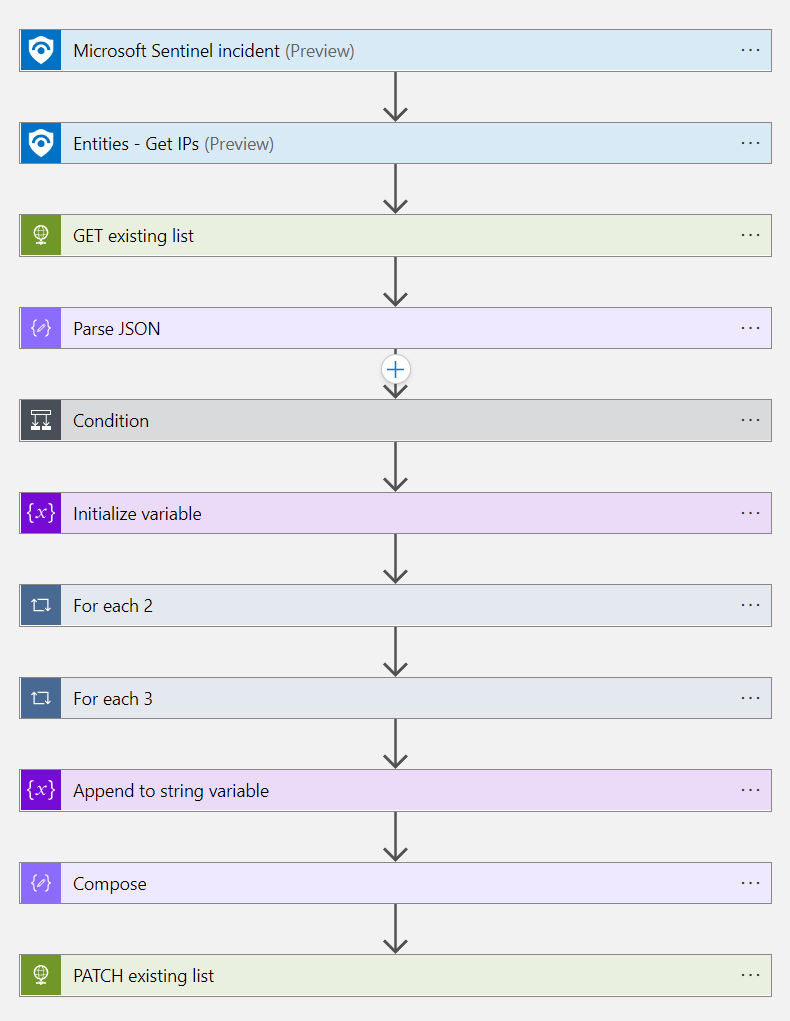 Microsoft Sentinel incident (Preview)
Entities - Get IPs (Preview)
GET existing list
Parse JSON
Condition
{x} Initialize variable
For each 2
For each 3
{x} Append to string variable
Compose
PATCH existing list